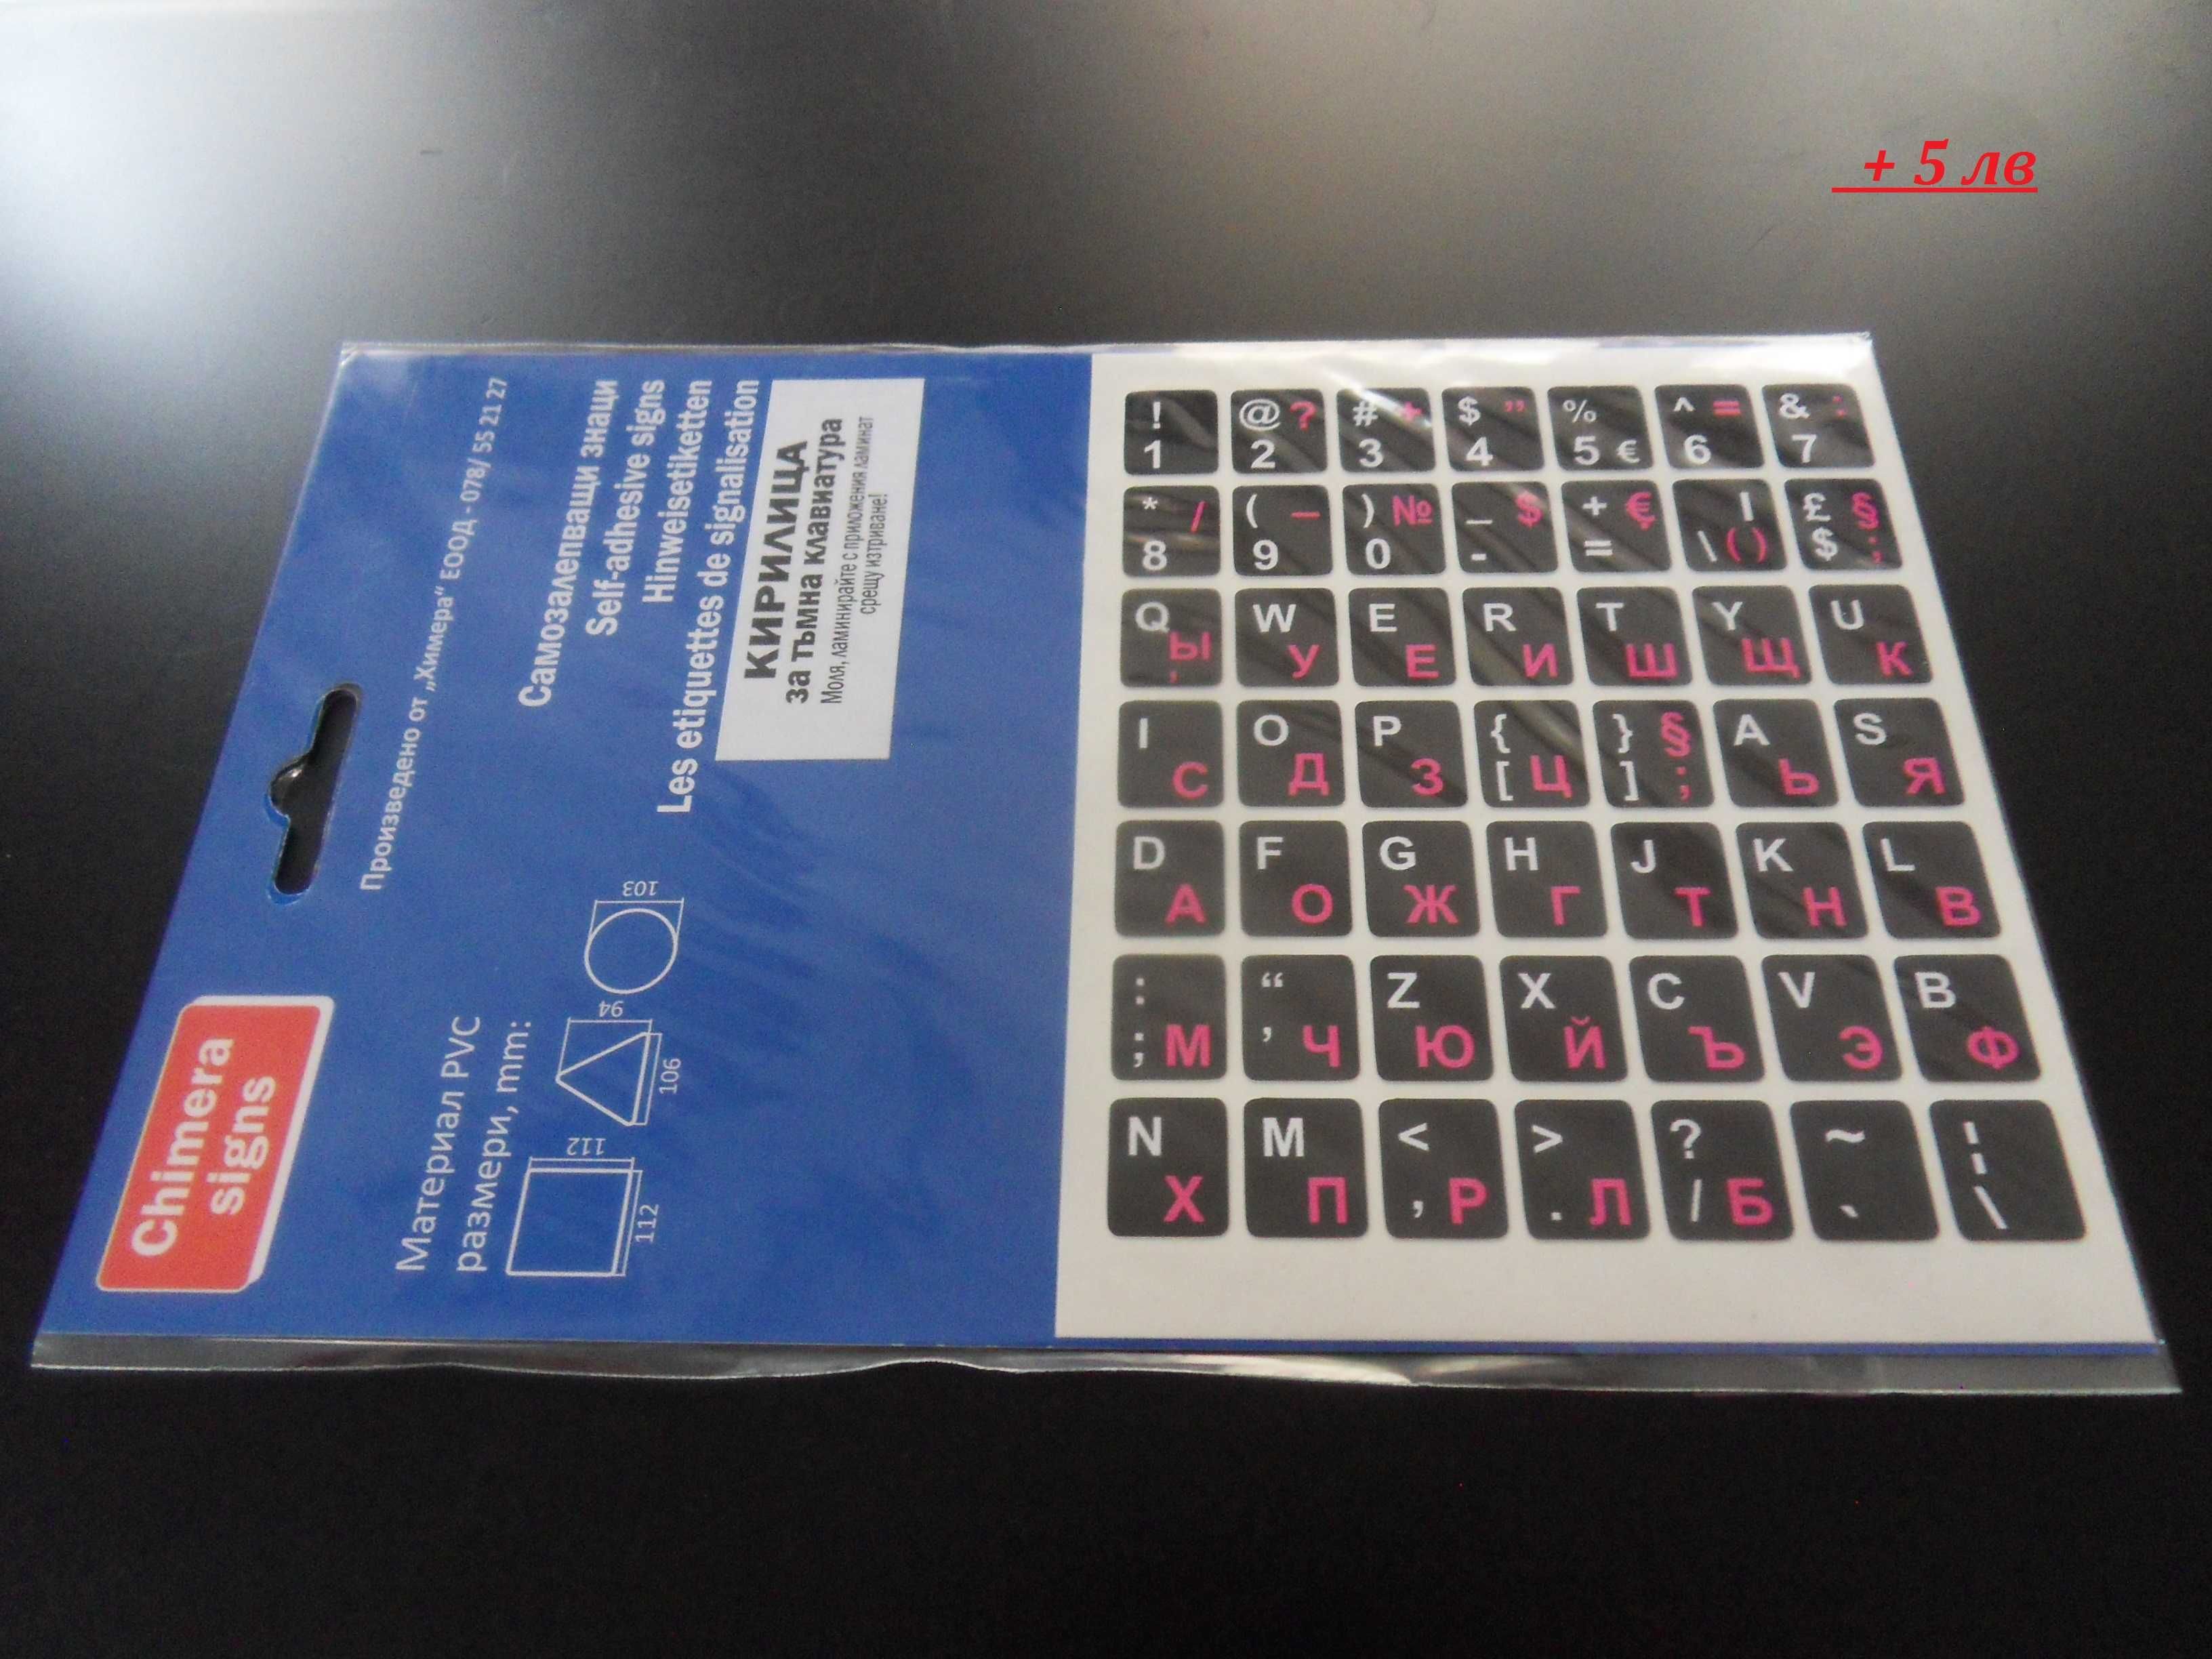 + 5 лв
Chimera
signs
Произведено от „Химера“ ЕООД - 078/ 55 21 27
Материал PVC
размери, mm:
112
112
106
94
103
Самозалепващи знаци
Self-adhesive signs
Hinweisetiketten
Les etiquettes de signalisation
КИРИЛИЦА
за тъмна клавиатура
Моля, ламинирайте с приложения ламинат
срещу изтриване!
! @ ? # + $ ” % ^ = & :
1 2 3 4 5 € 6 7
* / ( – ) № _ $ + € | £ §
8 9 0 - = \ ( ) $ ;
Q W E R T Y U
, Ы У Е И Ш Щ К
I O P { } § A S
С Д З [ Ц ] ; Ь Я
D F G H J K L
А О Ж Г Т Н В
: “ Z X C V B
; М ’ Ч Ю Й Ъ Э Ф
N M < > ? ~ ¦
Х П , Р . Л / Б ` \